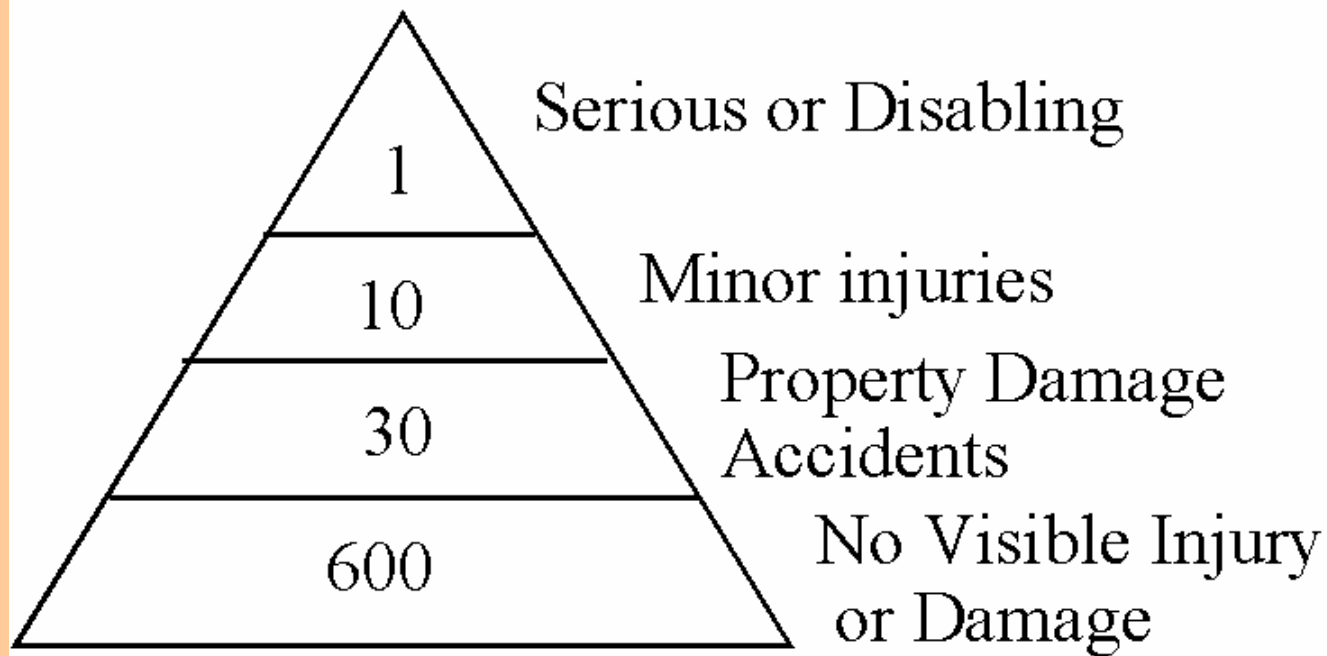 Serious or Disabling
1
Minor injuries
10
Property Damage
Accidents
30
No Visible Injury
or Damage
600